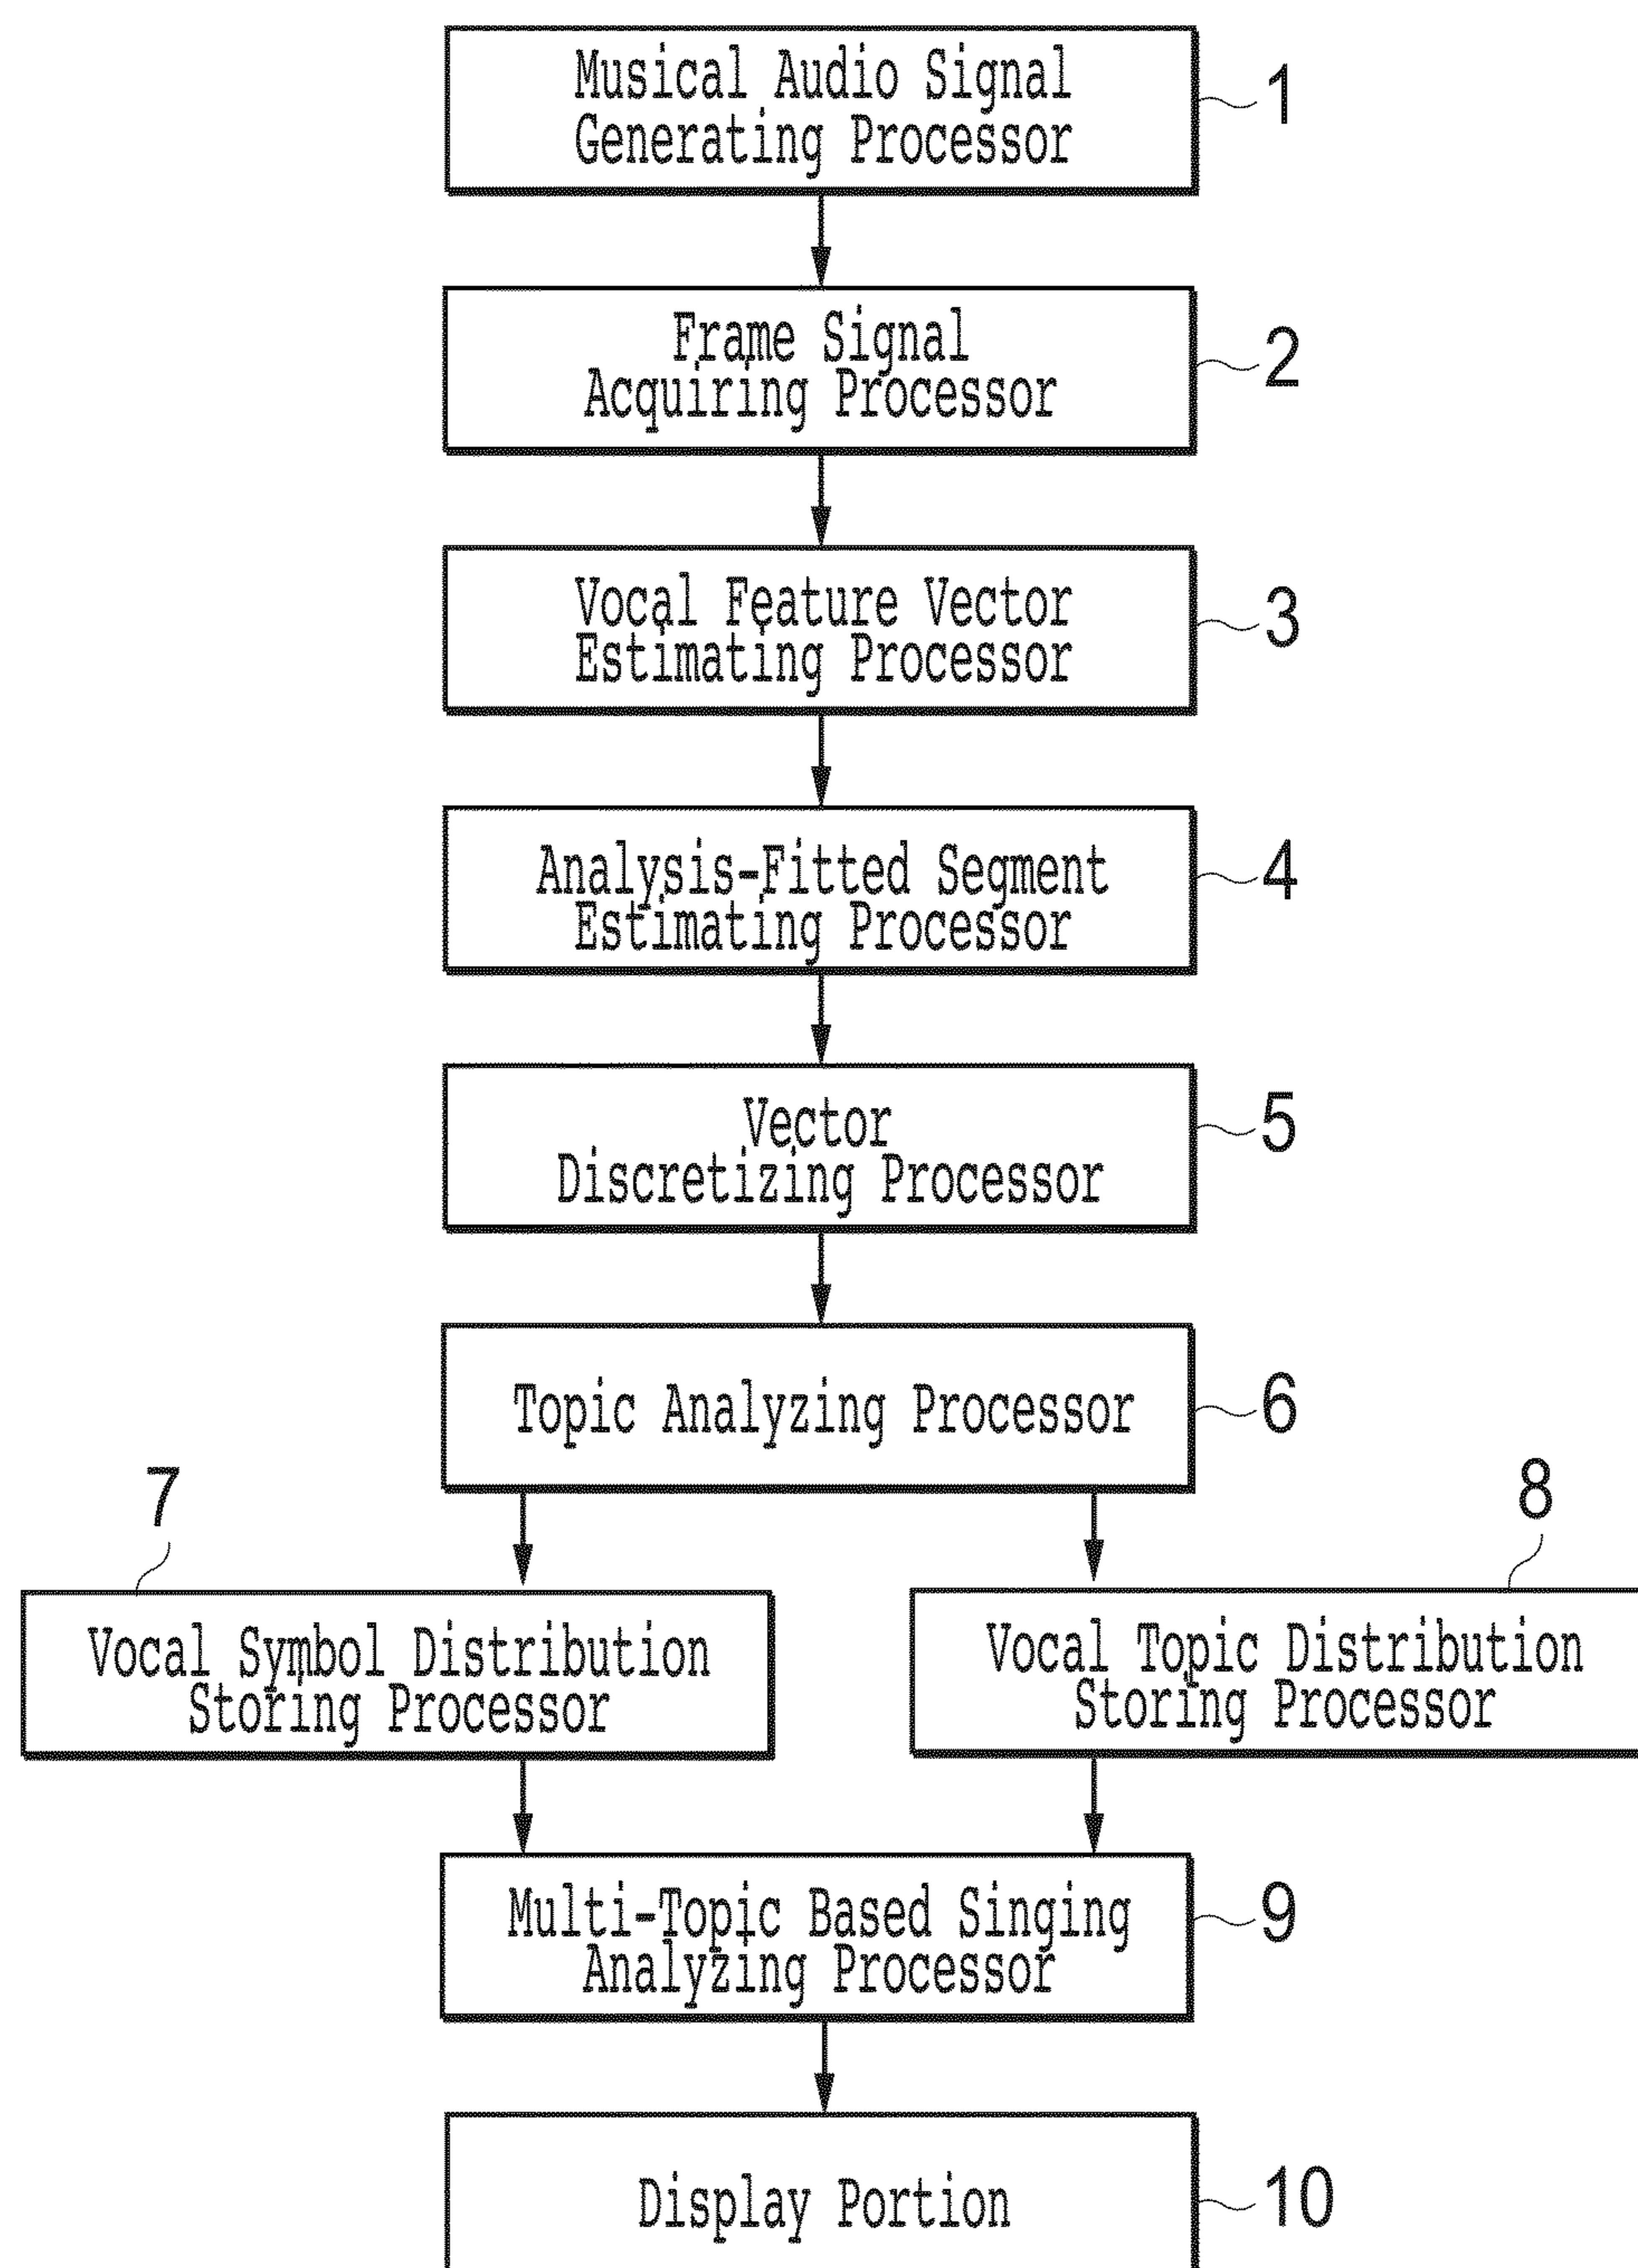 Musical Audio Signal
Generating Processor
1
Frame Signal
Acquiring Processor
2
Vocal Feature Vector
Estimating Processor
3
Analysis-Fitted Segment
Estimating Processor
4
Vector
Discretizing Processor
5
Topic Analyzing Processor
6
7
Vocal Symbol Distribution
Storing Processor
8
Vocal Topic Distribution
Storing Processor
Multi-Topic Based Singing
Analyzing Processor
9
Display Portion
10